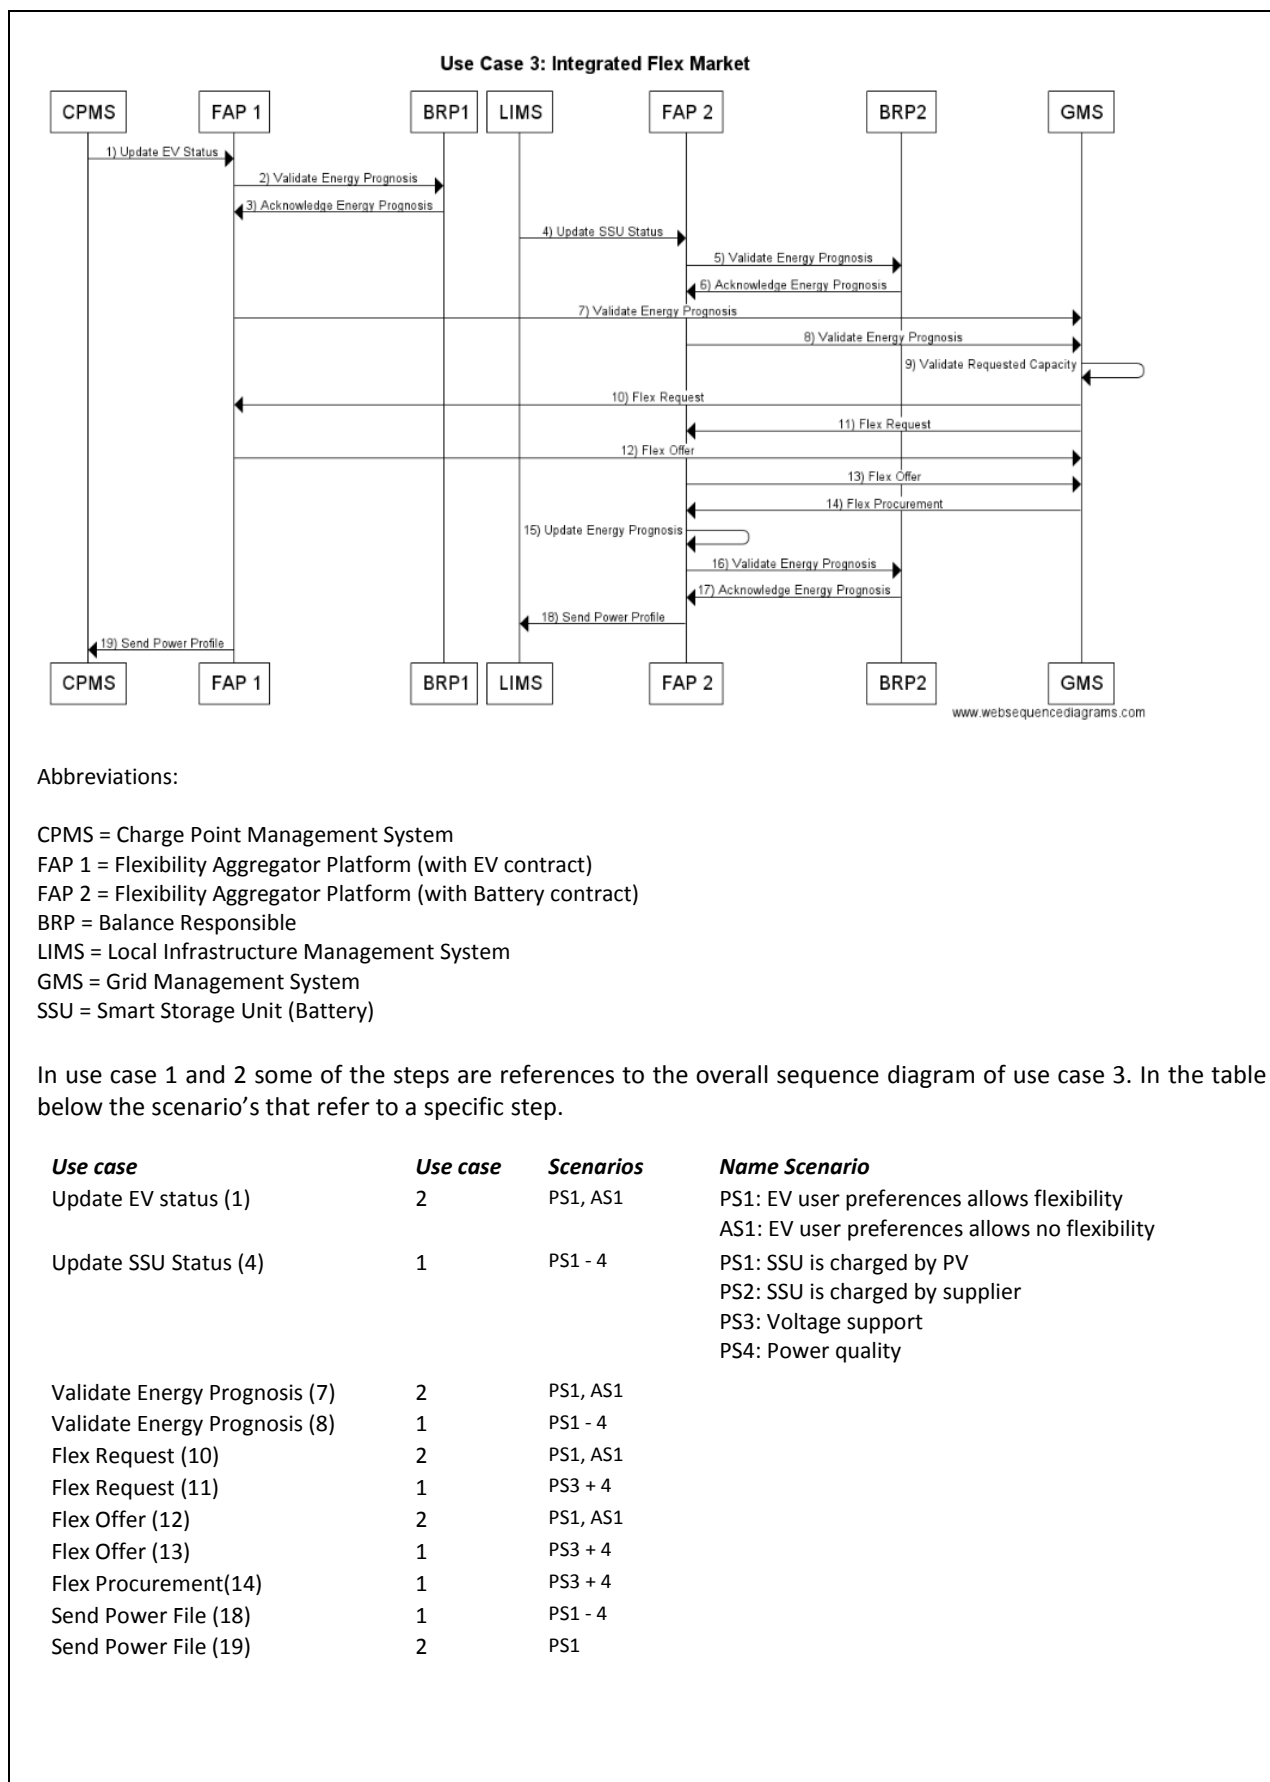 Use Case 3: Integrated Flex Market
CPMS FAP 1 BRP1 LIMS FAP 2 BRP2 GMS
1) Update EV Status
2) Validate Energy Prognosis
3) Acknowledge Energy Prognosis
4) Update SSU Status
5) Validate Energy Prognosis
6) Acknowledge Energy Prognosis
7) Validate Energy Prognosis
8) Validate Energy Prognosis
9) Validate Requested Capacity
10) Flex Request
11) Flex Request
12) Flex Offer
13) Flex Offer
14) Flex Procurement
15) Update Energy Prognosis
16) Validate Energy Prognosis
17) Acknowledge Energy Prognosis
18) Send Power Profile
19) Send Power Profile
CPMS FAP 1 BRP1 LIMS FAP 2 BRP2 GMS
www.websequencediagrams.com
Abbreviations:
CPMS = Charge Point Management System
FAP 1 = Flexibility Aggregator Platform (with EV contract)
FAP 2 = Flexibility Aggregator Platform (with Battery contract)
BRP = Balance Responsible
LIMS = Local Infrastructure Management System
GMS = Grid Management System
SSU = Smart Storage Unit (Battery)
In use case 1 and 2 some of the steps are references to the overall sequence diagram of use case 3. In the table
below the scenario's that refer to a specific step.
Use case Use case Scenarios Name Scenario
Update EV status (1) 2 PS1, AS1 PS1: EV user preferences allows flexibility
AS1: EV user preferences allows no flexibility
Update SSU Status (4) 1 PS1 - 4 PS1: SSU is charged by PV
PS2: SSU is charged by supplier
PS3: Voltage support
PS4: Power quality
Validate Energy Prognosis (7) 2 PS1, AS1
Validate Energy Prognosis (8) 1 PS1 - 4
Flex Request (10) 2 PS1, AS1
Flex Request (11) 1 PS3 + 4
Flex Offer (12) 2 PS1, AS1
Flex Offer (13) 1 PS3 + 4
Flex Procurement(14) 1 PS3 + 4
Send Power File (18) 1 PS1 - 4
Send Power File (19) 2 PS1